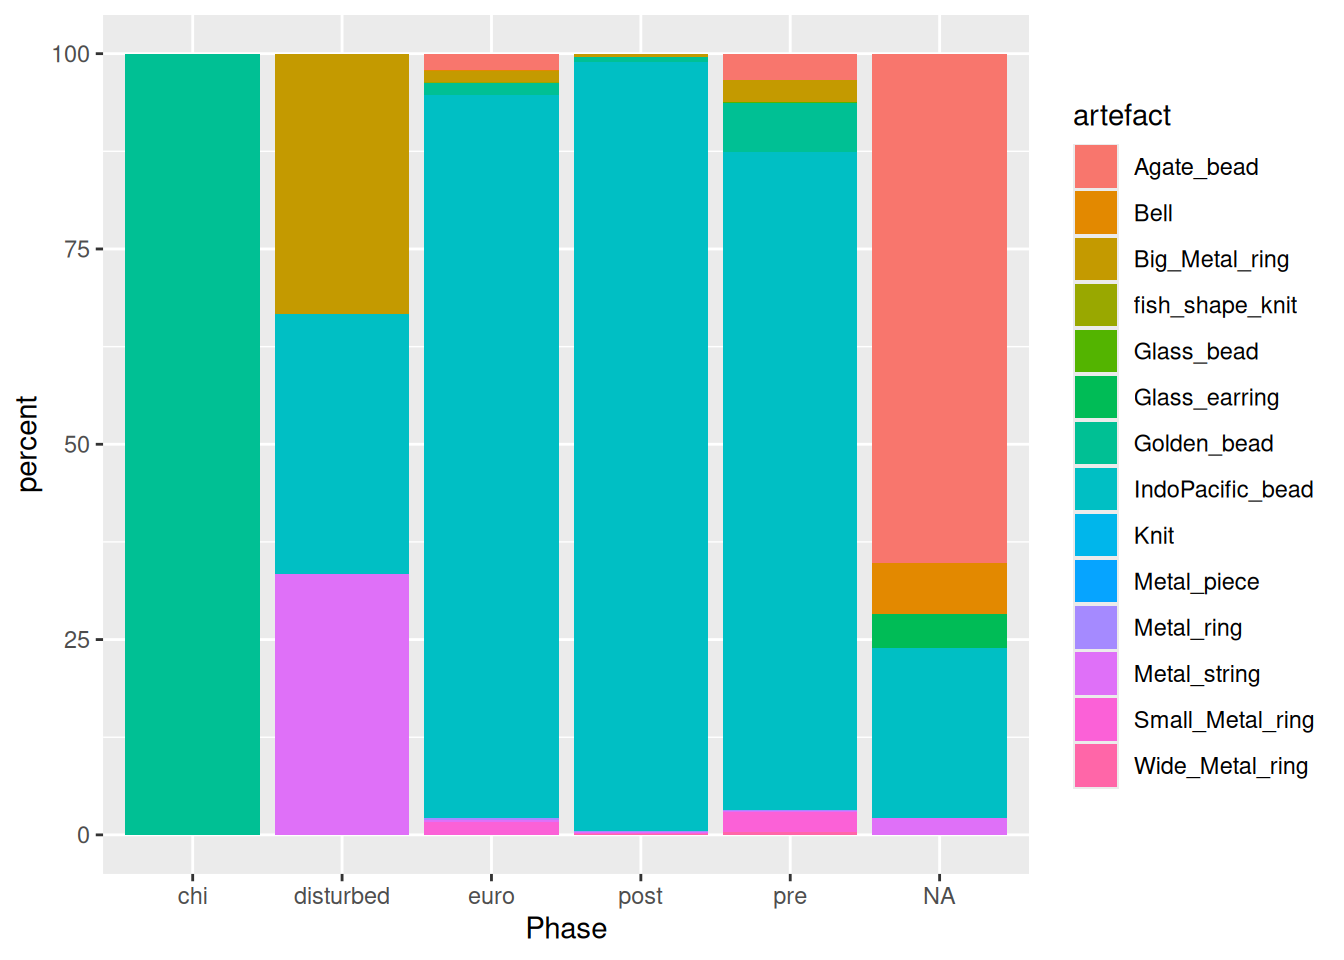 100
75
50
25
0
percent
chi
disturbed
euro
post
pre
NA
Phase
artefact
Agate_bead
Bell
Big_Metal_ring
fish_shape_knit
Glass_bead
Glass_earring
Golden_bead
IndoPacific_bead
Knit
Metal_piece
Metal_ring
Metal_string
Small_Metal_ring
Wide_Metal_ring